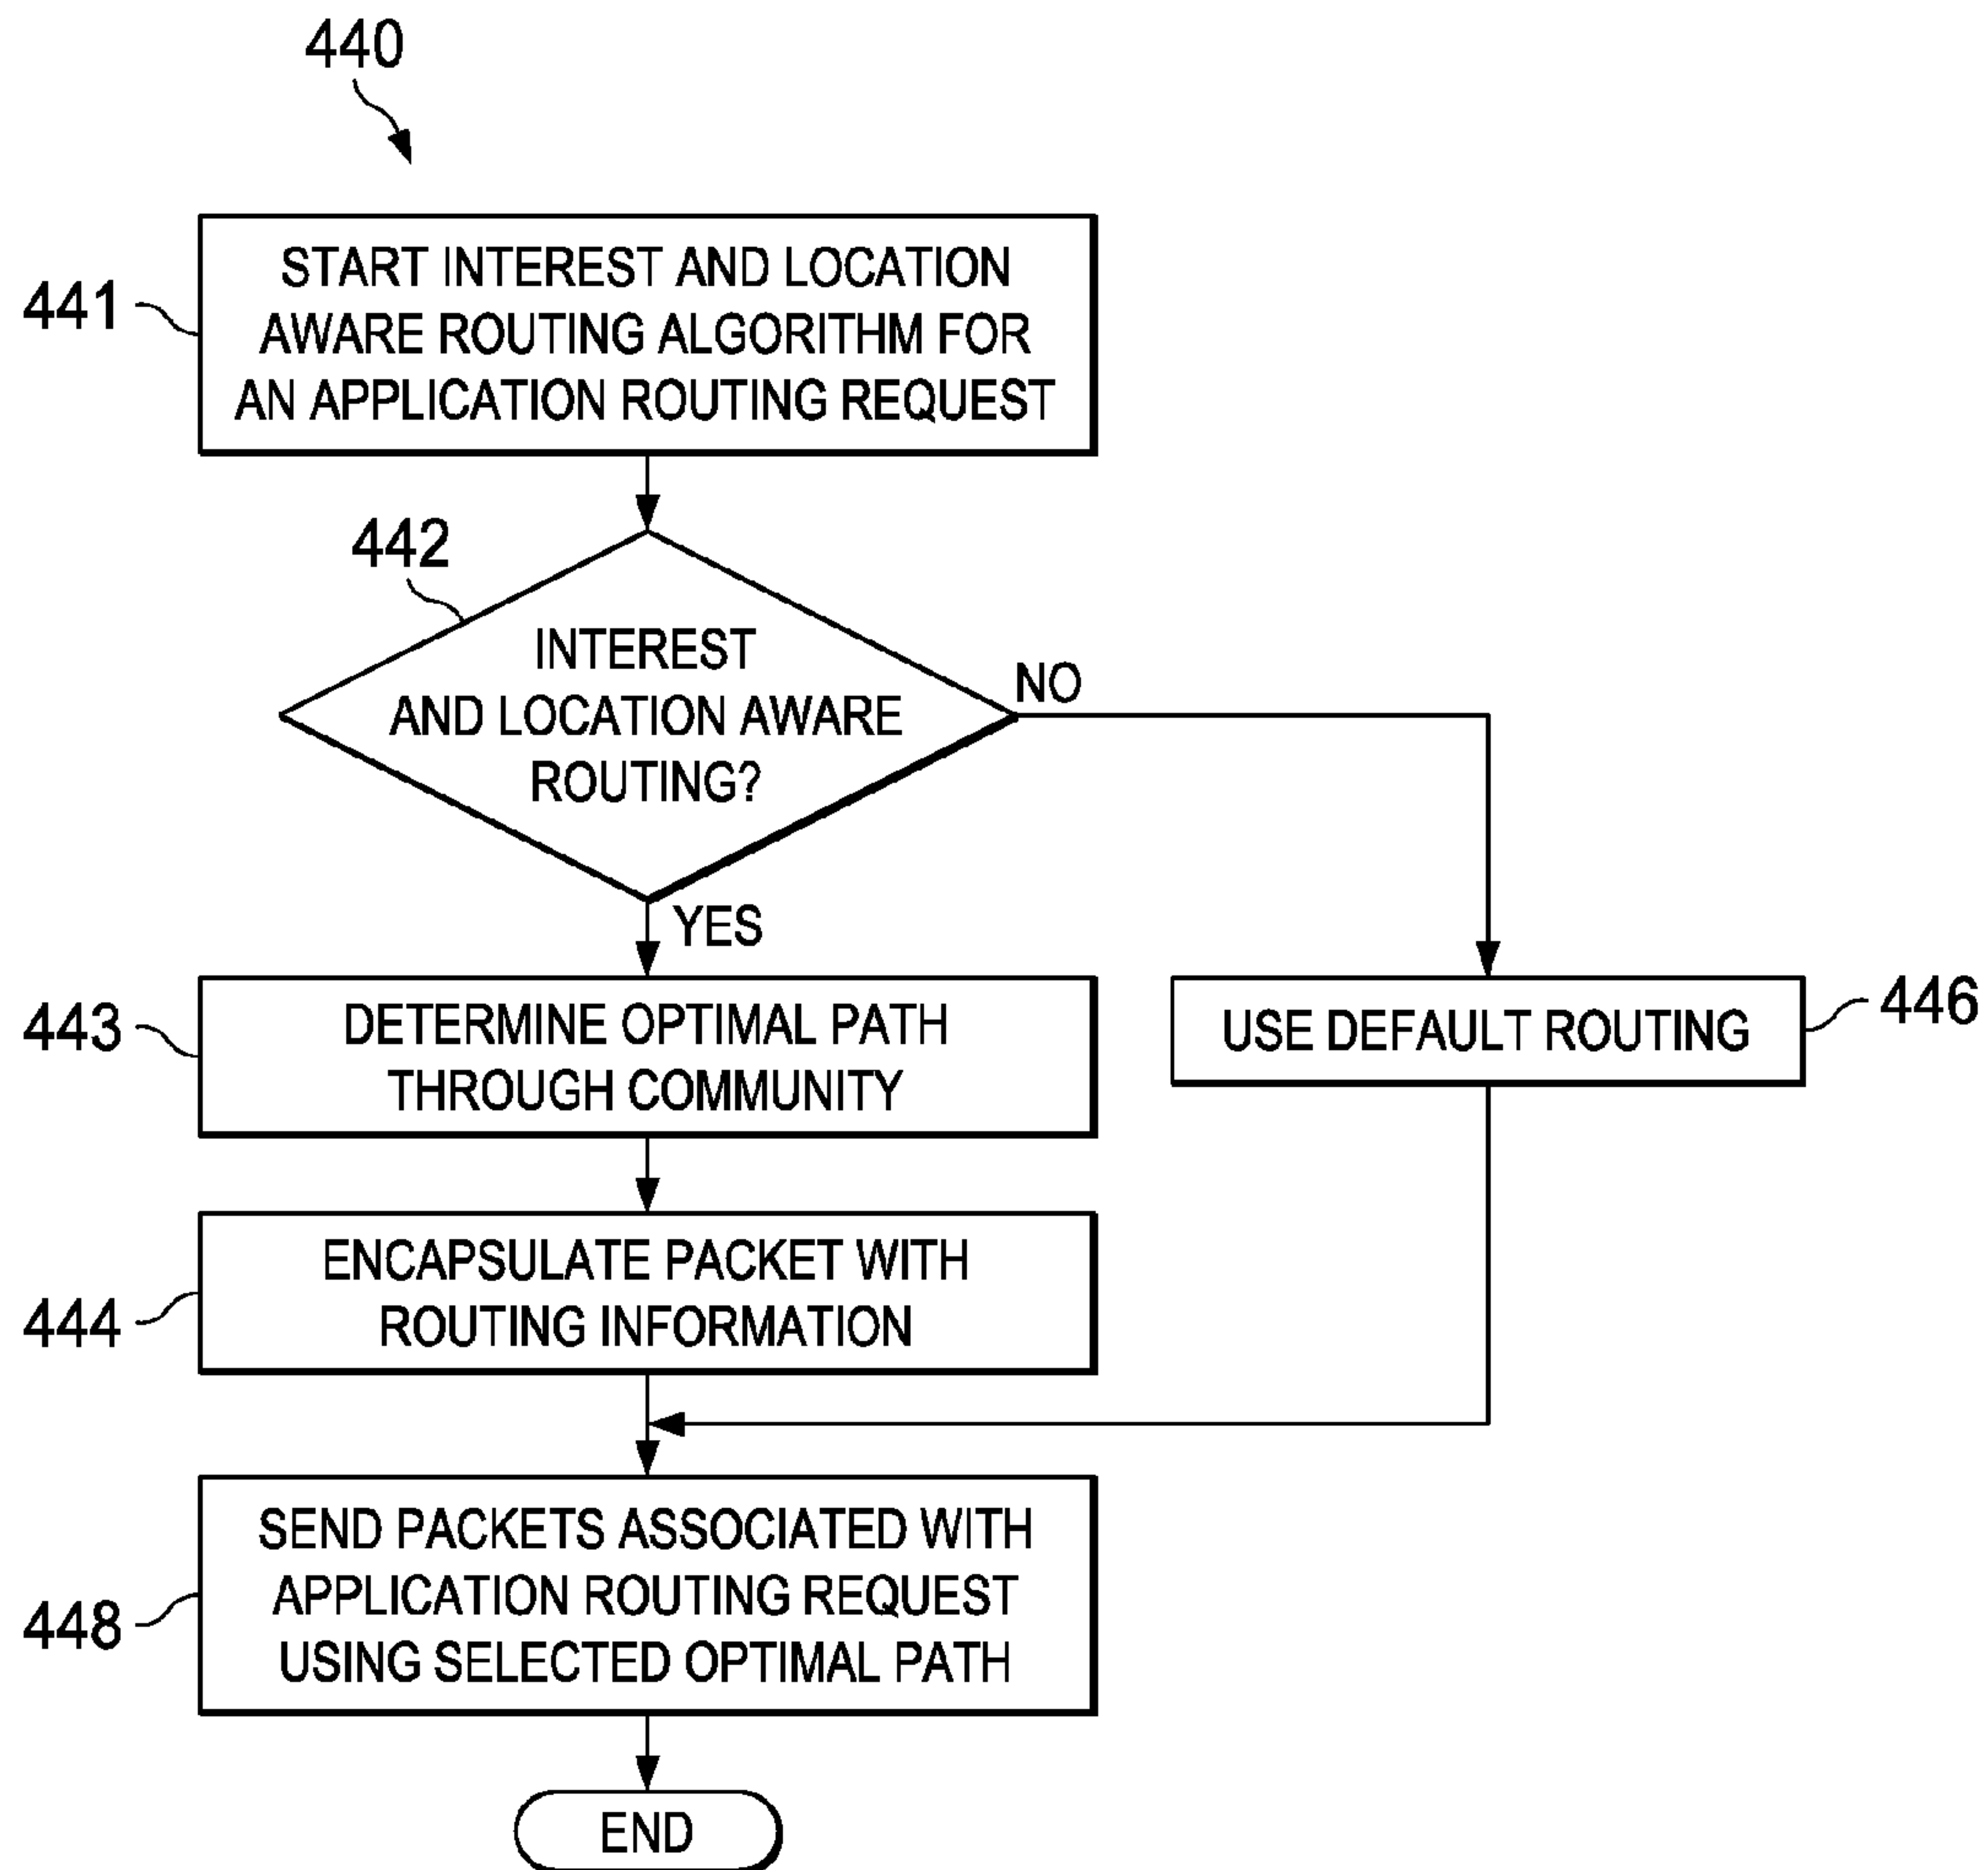 440
441
START INTEREST AND LOCATION
AWARE ROUTING ALGORITHM FOR
AN APPLICATION ROUTING REQUEST
442
INTEREST
AND LOCATION AWARE
ROUTING?
NO
YES
443
DETERMINE OPTIMAL PATH
THROUGH COMMUNITY
USE DEFAULT ROUTING
446
444
ENCAPSULATE PACKET WITH
ROUTING INFORMATION
448
SEND PACKETS ASSOCIATED WITH
APPLICATION ROUTING REQUEST
USING SELECTED OPTIMAL PATH
END